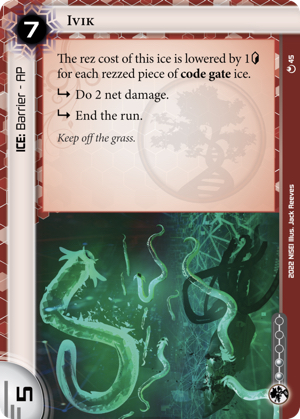 7
Ivik
ICE: Barrier - AP
The rez cost of this ice is lowered by 1
for each rezzed piece of code gate ice.
↳ Do 2 net damage.
↳ End the run.
Keep off the grass.
45
2022 NISEI Illus. Jack Reeves
5